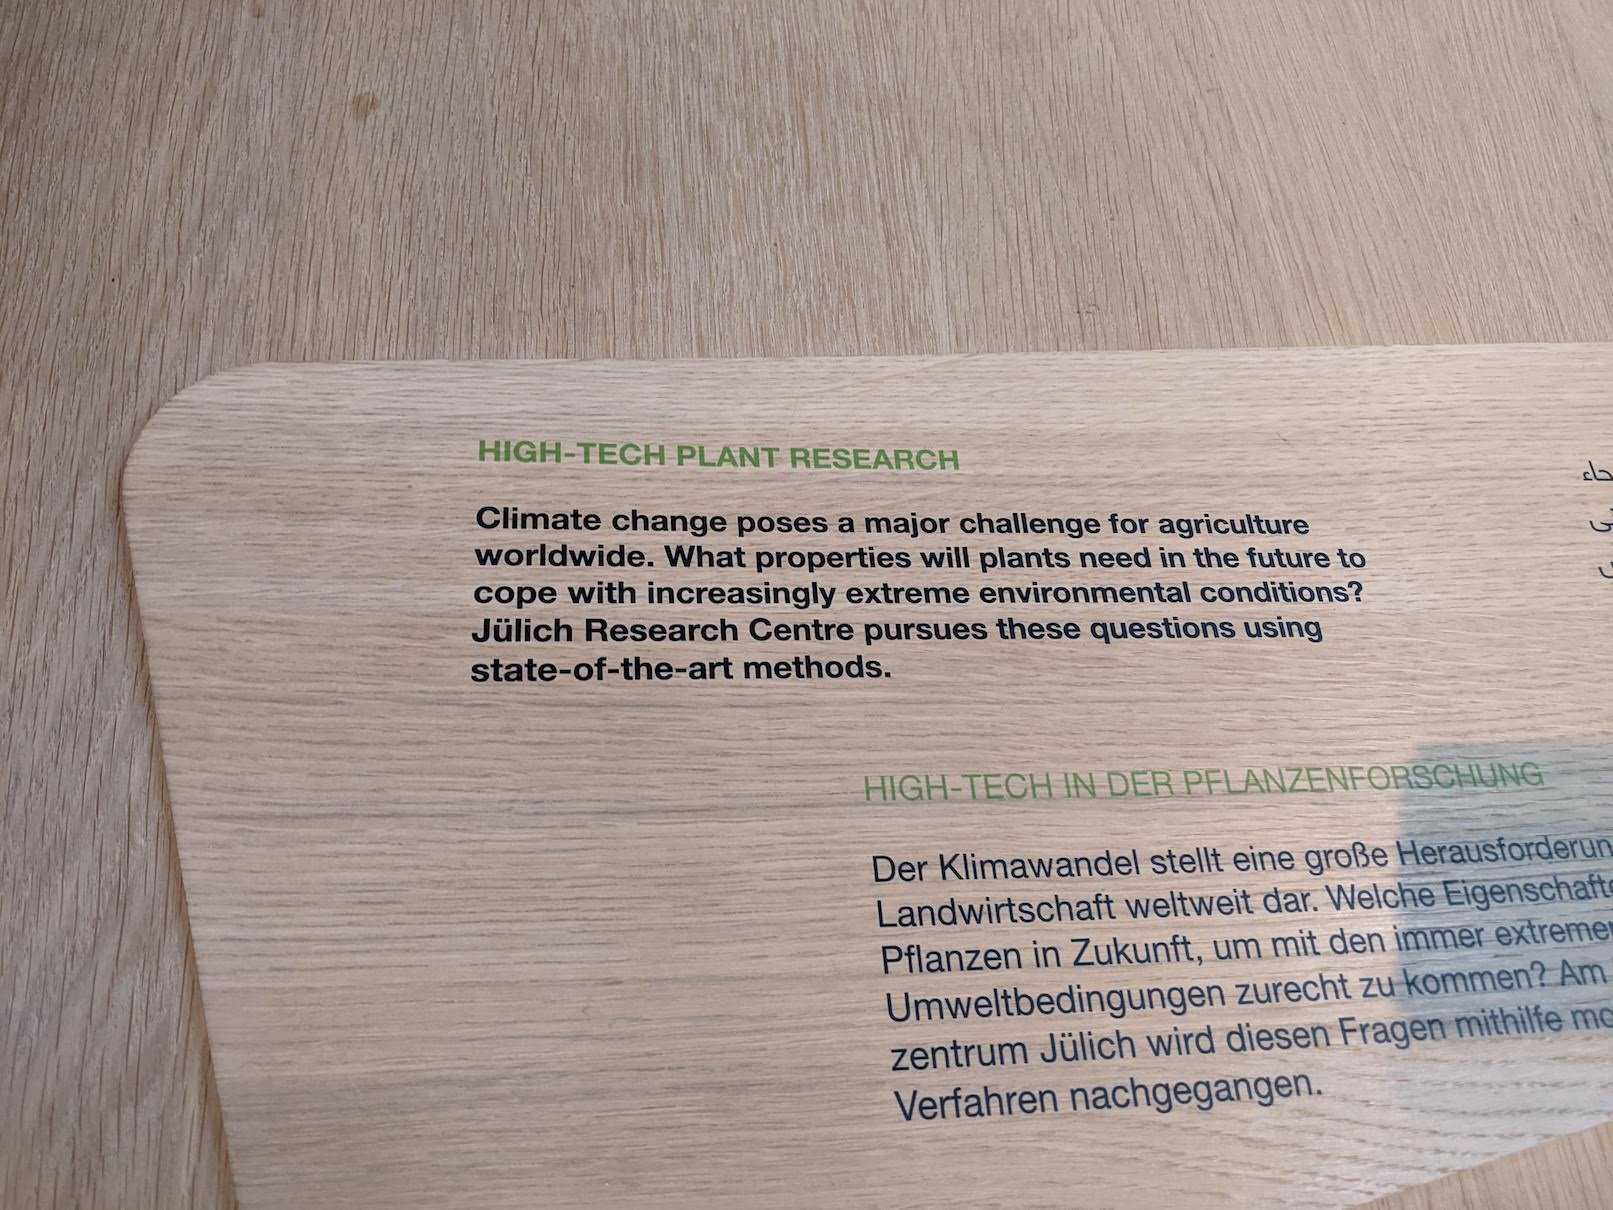 HIGH-TECH PLANT RESEARCH
Climate change poses a major challenge for agriculture
worldwide. What properties will plants need in the future to
cope with increasingly extreme environmental conditions?
Jülich Research Centre pursues these questions using
state-of-the-art methods.
HIGH-TECH IN DER PFLANZENFORSCHUNG
Der Klimawandel stellt eine große
Landwirtschaft weltweit dar. Welche
Pflanzen in Zukunft, um mit den immer
Umweltbedingungen zurecht zu kommen? Am
zentrum Jülich wird diesen Fragen mithilfe
Verfahren nachgegangen.